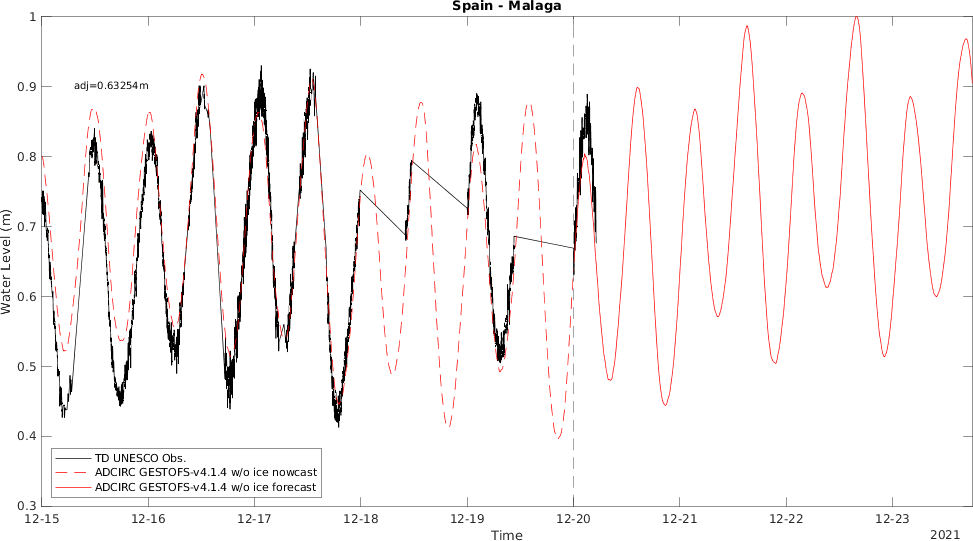 Spain - Malaga
adj=0.63254m
1
0.9
0.8
0.7
0.6
0.5
0.4
0.3
Water Level (m)
TD UNESCO Obs.
ADCIRC GESTOFS-v4.1.4 w/o ice nowcast
ADCIRC GESTOFS-v4.1.4 w/o ice forecast
12-15 12-16 12-17 12-18 12-19 12-20 12-21 12-22 12-23
Time
2021